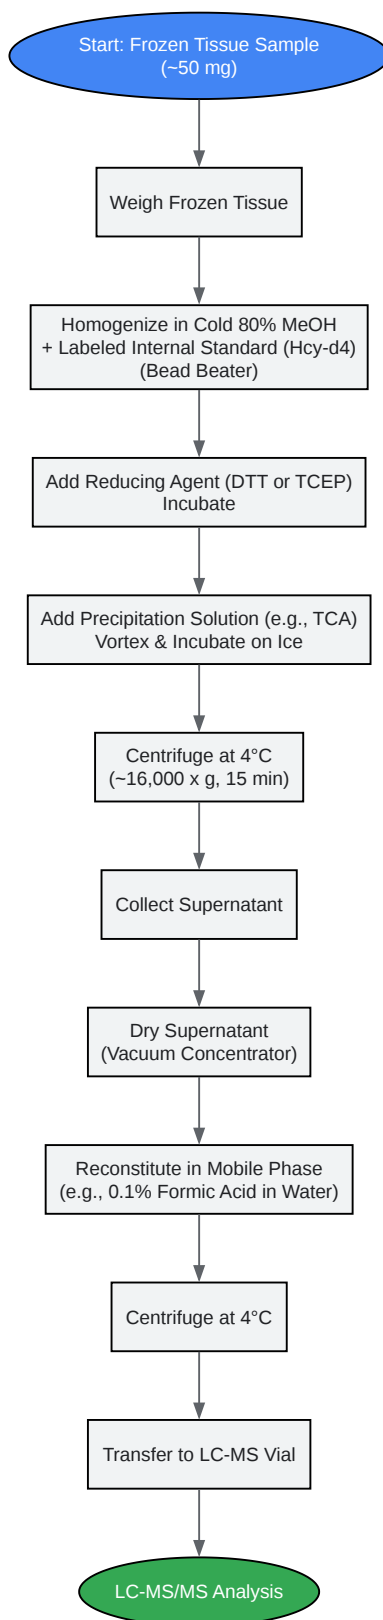 Start: Frozen Tissue Sample
(~50 mg)
Weigh Frozen Tissue
Homogenize in Cold 80% MeOH
+ Labeled Internal Standard (Hcy-d4)
(Bead Beater)
Add Reducing Agent (DTT or TCEP)
Incubate
Add Precipitation Solution (e.g., TCA)
Vortex & Incubate on Ice
Centrifuge at 4°C
(~16,000 x g, 15 min)
Collect Supernatant
Dry Supernatant
(Vacuum Concentrator)
Reconstitute in Mobile Phase
(e.g., 0.1% Formic Acid in Water)
Centrifuge at 4°C
Transfer to LC-MS Vial
LC-MS/MS Analysis